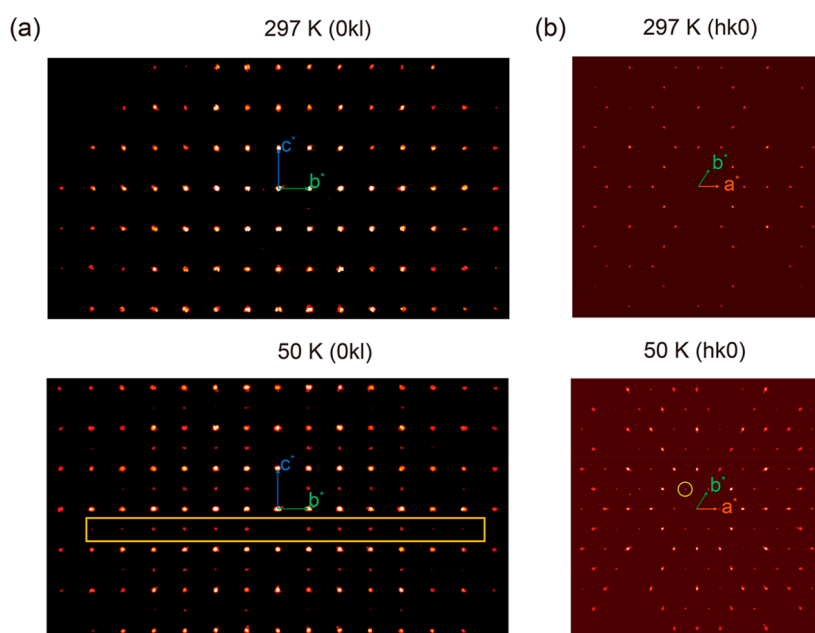 (a)
297 K (0kl)
c*
b*
(b)
297 K (hk0)
b*
a*
50 K (0kl)
c*
b*
50 K (hk0)
b*
a*